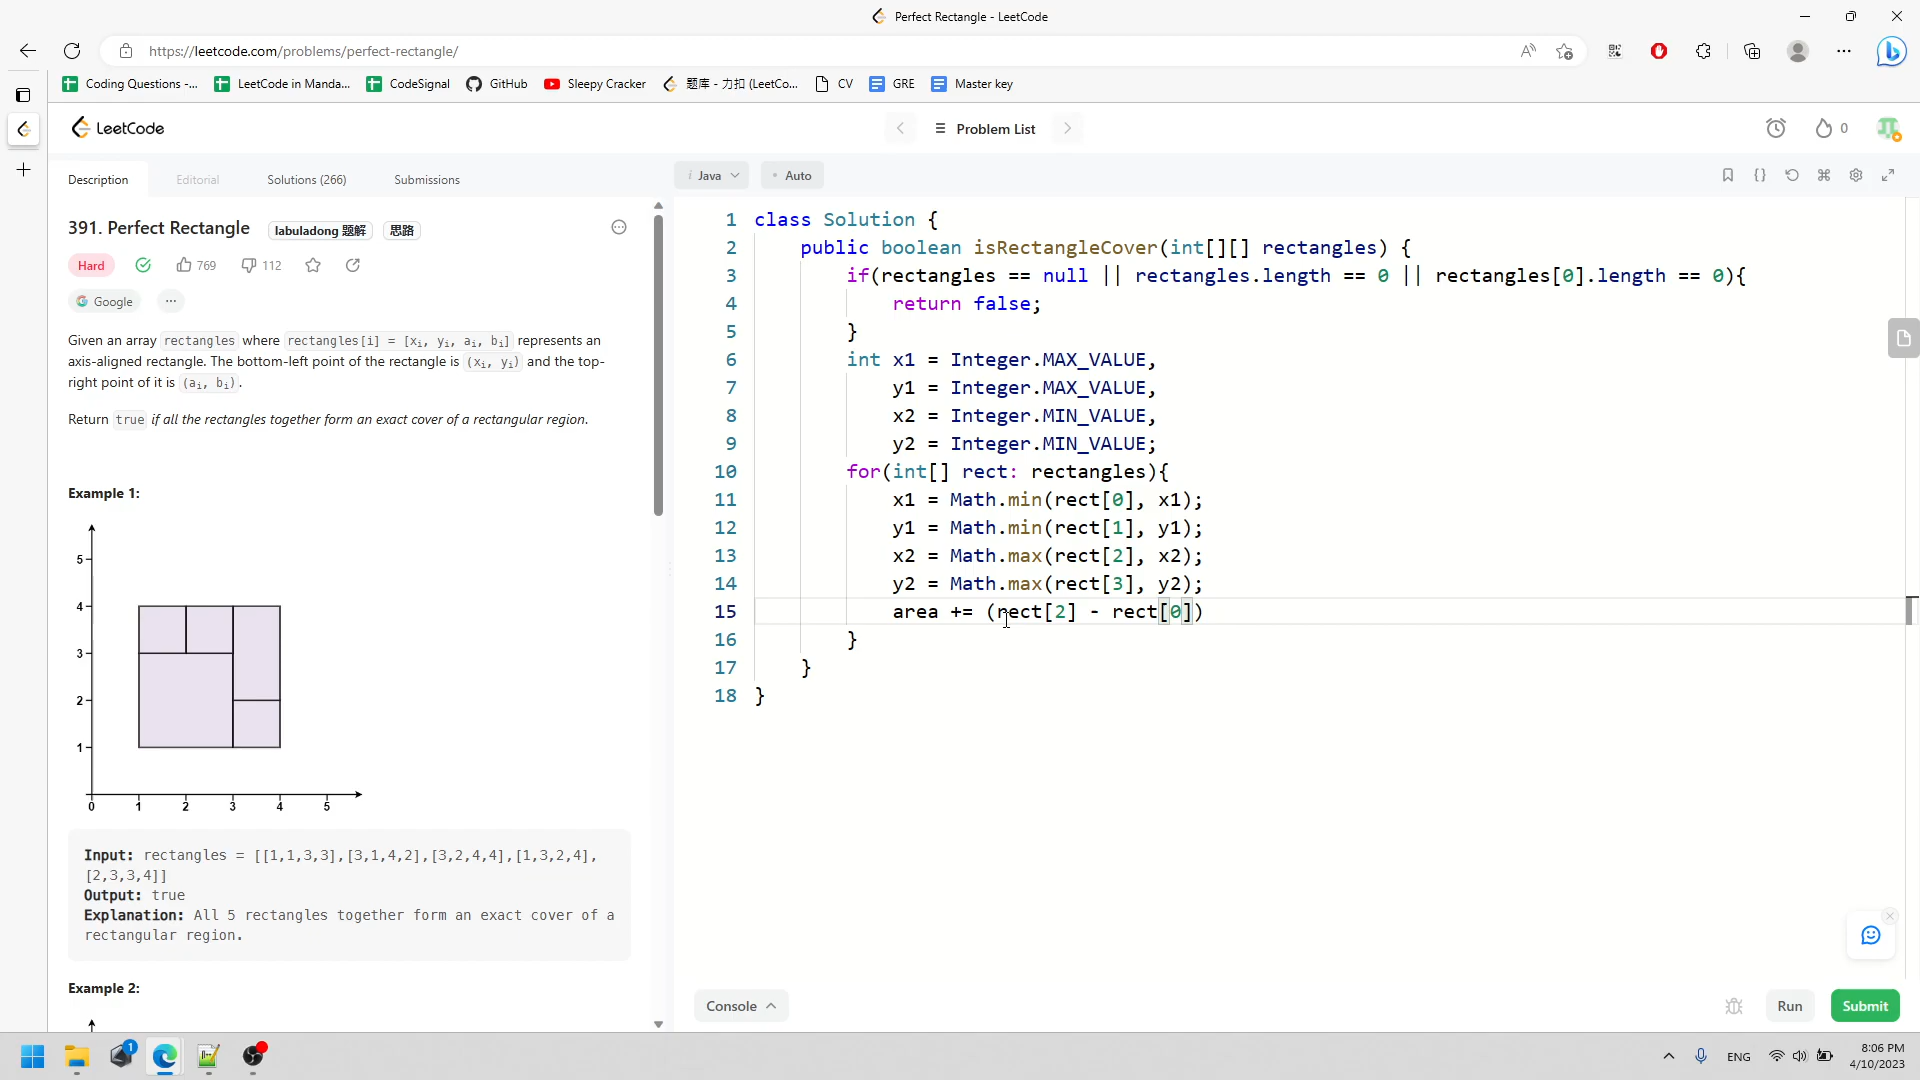 Perfect Rectangle - LeetCode
https://leetcode.com/problems/perfect-rectangle/
Coding Questions -... LeetCode in Manda... CodeSignal GitHub Sleepy Cracker 题库 - 力扣 (LeetCo... CV GRE Master key
LeetCode
Problem List
0
Description Editorial Solutions (266) Submissions
391. Perfect Rectangle labuladong 题解 思路
Hard 769 112
Google ...
Given an array rectangles where rectangles[i] = [xi, yi, ai, bi] represents an
axis-aligned rectangle. The bottom-left point of the rectangle is (xi, yi) and the top-
right point of it is (ai, bi).
Return true if all the rectangles together form an exact cover of a rectangular region.
Example 1:
5
4
3
2
1
0 1 2 3 4 5
Input: rectangles = [[1,1,3,3],[3,1,4,2],[3,2,4,4],[1,3,2,4],
[2,3,3,4]]
Output: true
Explanation: All 5 rectangles together form an exact cover of a
rectangular region.
Example 2:
i Java Auto
1 class Solution {
2 public boolean isRectangleCover(int[][] rectangles) {
3 if(rectangles == null || rectangles.length == 0 || rectangles[0].length == 0){
4 return false;
5 }
6 int x1 = Integer.MAX_VALUE,
7 y1 = Integer.MAX_VALUE,
8 x2 = Integer.MIN_VALUE,
9 y2 = Integer.MIN_VALUE;
10 for(int[] rect: rectangles){
11 x1 = Math.min(rect[0], x1);
12 y1 = Math.min(rect[1], y1);
13 x2 = Math.max(rect[2], x2);
14 y2 = Math.max(rect[3], y2);
15 area += (rect[2] - rect[0])
16 }
17 }
18 }
Console Run Submit
1
ENG
8:06 PM
4/10/2023